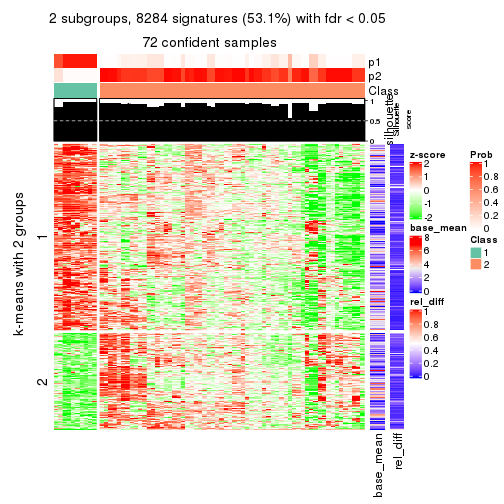 2 subgroups, 8284 signatures (53.1%) with fdr < 0.05
72 confident samples
p1
p2
Class
1
0.5
0
silhouette
Silhouette
score
k-means with 2 groups
1
2
base_mean
rel_diff
z-score
2
1
0
-1
-2
base_mean
8
6
4
2
0
rel_diff
1
0.8
0.6
0.4
0.2
0
Prob
1
0.8
0.6
0.4
0.2
0
Class
1
2